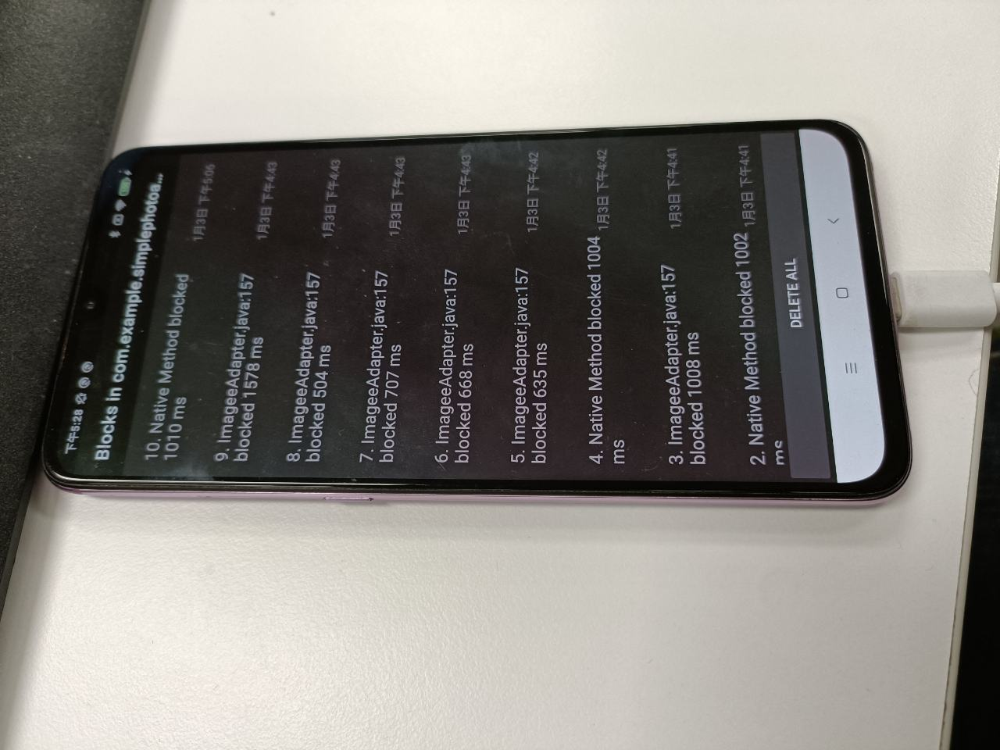 下午5:28
Blocks in com.example.simplephotoa...
10. Native Method blocked
1010 ms
1月3日 下午5:06
9. ImageeAdapter.java:157
blocked 1578 ms
1月3日 下午4:43
8. ImageeAdapter.java:157
blocked 504 ms
1月3日 下午4:43
7. ImageeAdapter.java:157
blocked 707 ms
1月3日 下午4:43
6. ImageeAdapter.java:157
blocked 668 ms
1月3日 下午4:43
5. ImageeAdapter.java:157
blocked 635 ms
1月3日 下午4:42
4. Native Method blocked 1004
ms
1月3日 下午4:42
3. ImageeAdapter.java:157
blocked 1008 ms
1月3日 下午4:41
2. Native Method blocked 1002
ms
1月3日 下午4:41
DELETE ALL